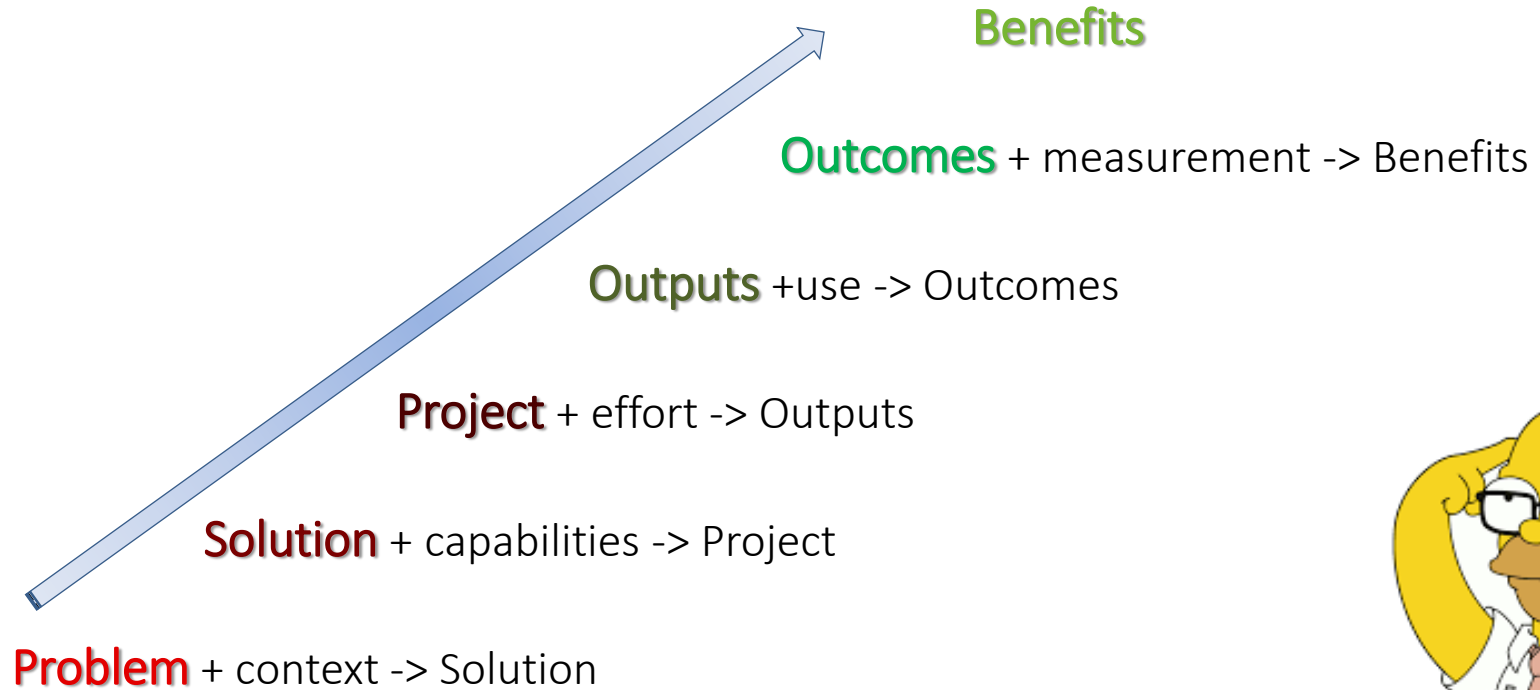 Benefits
Outcomes + measurement -> Benefits
Outputs +use -> Outcomes
Project + effort -> Outputs
Solution + capabilities -> Project
Problem + context -> Solution